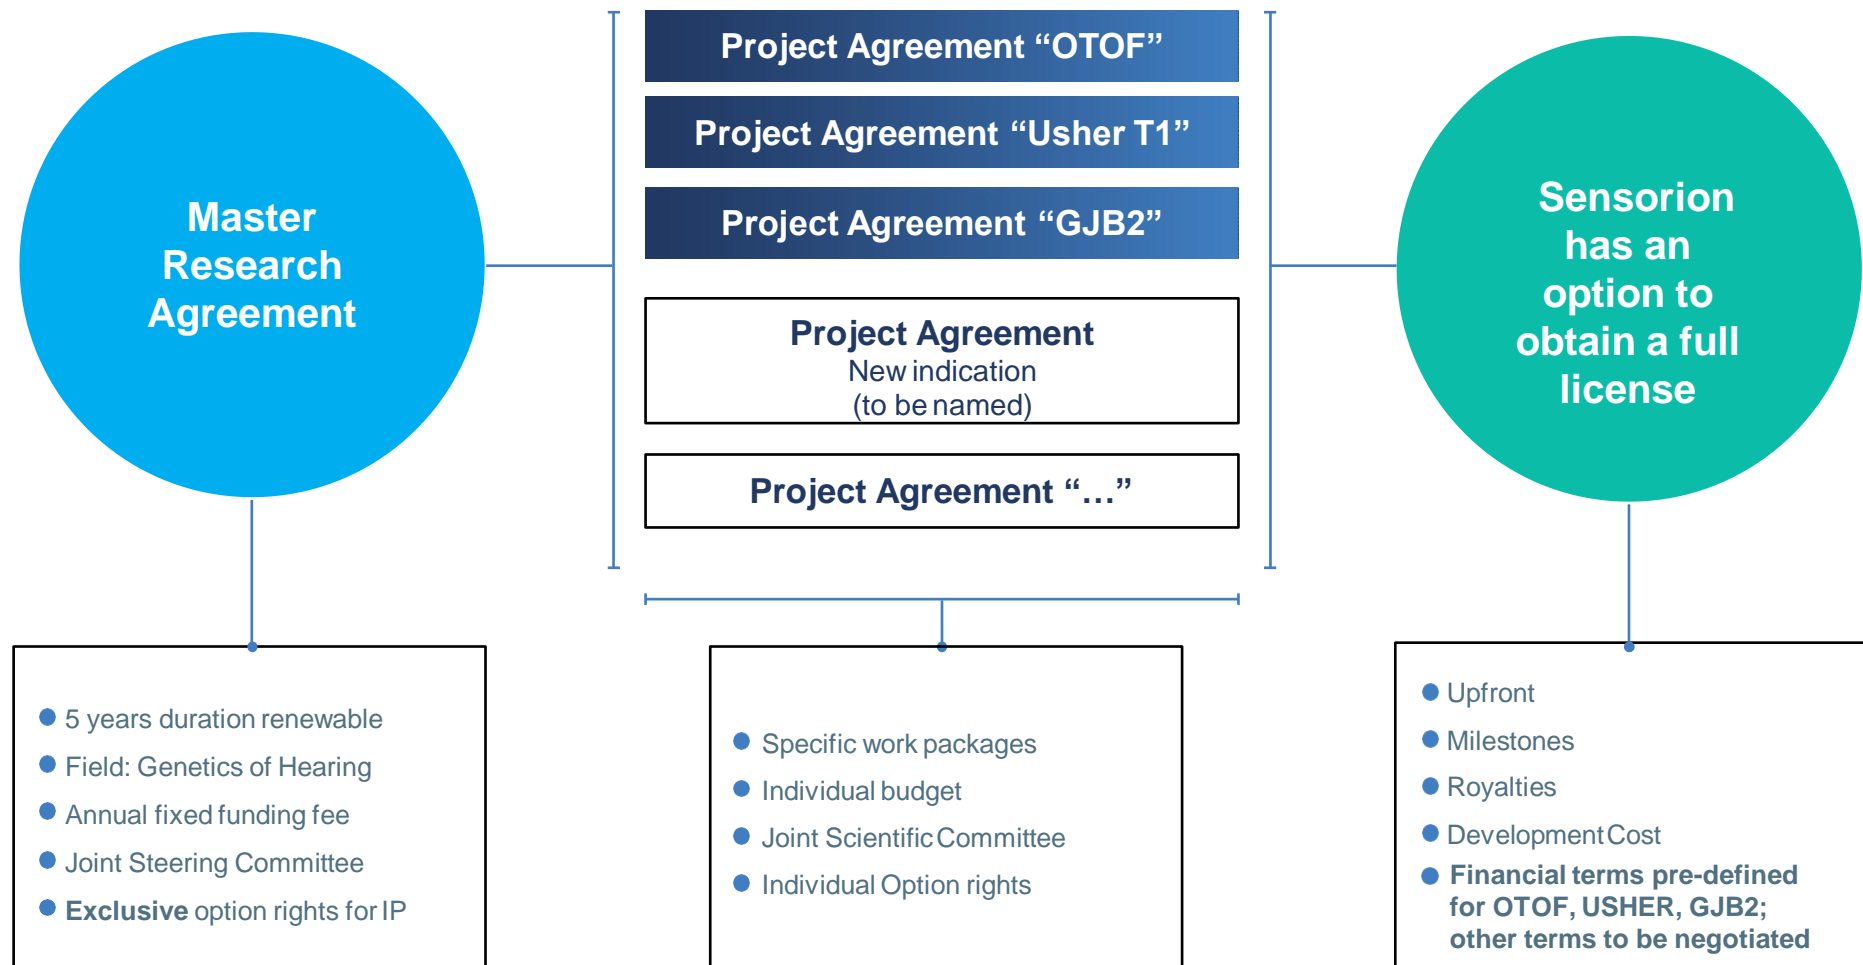 Master
Research
Agreement
Project Agreement “OTOF”
Project Agreement “Usher T1”
Project Agreement “GJB2”
Project Agreement
New indication
(to be named)
Project Agreement “…”
Sensorion
has an
option to
obtain a full
license
5 years duration renewable
Field: Genetics of Hearing
Annual fixed funding fee
Joint Steering Committee
Exclusive option rights for IP
Specific work packages
Individual budget
Joint Scientific Committee
Individual Option rights
Upfront
Milestones
Royalties
Development Cost
Financial terms pre-defined
for OTOF, USHER, GJB2;
other terms to be negotiated